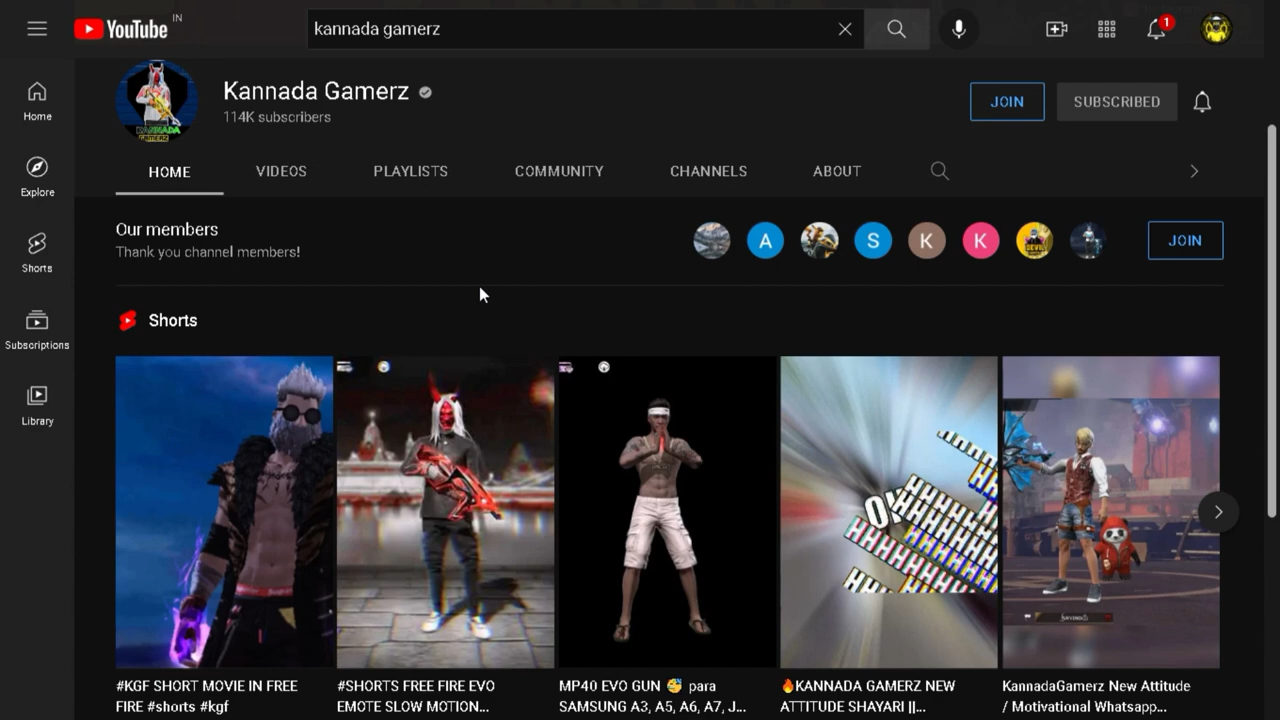 YouTube IN
kannada gamerz
1
Home
Explore
Shorts
Subscriptions
Library
KANNADA
GAMERZ
Kannada Gamerz
114K subscribers
JOIN
SUBSCRIBED
HOME
VIDEOS
PLAYLISTS
COMMUNITY
CHANNELS
ABOUT
Our members
Thank you channel members!
A
S
K
K
DEVIL
JOIN
Shorts
#KGF SHORT MOVIE IN FREE
FIRE #shorts #kgf
#SHORTS FREE FIRE EVO
EMOTE SLOW MOTION...
MP40 EVO GUN 🥳 para
SAMSUNG A3, A5, A6, A7, J...
🔥KANNADA GAMERZ NEW
ATTITUDE SHAYARI ||...
KannadaGamerz New Attitude
/ Motivational Whatsapp...